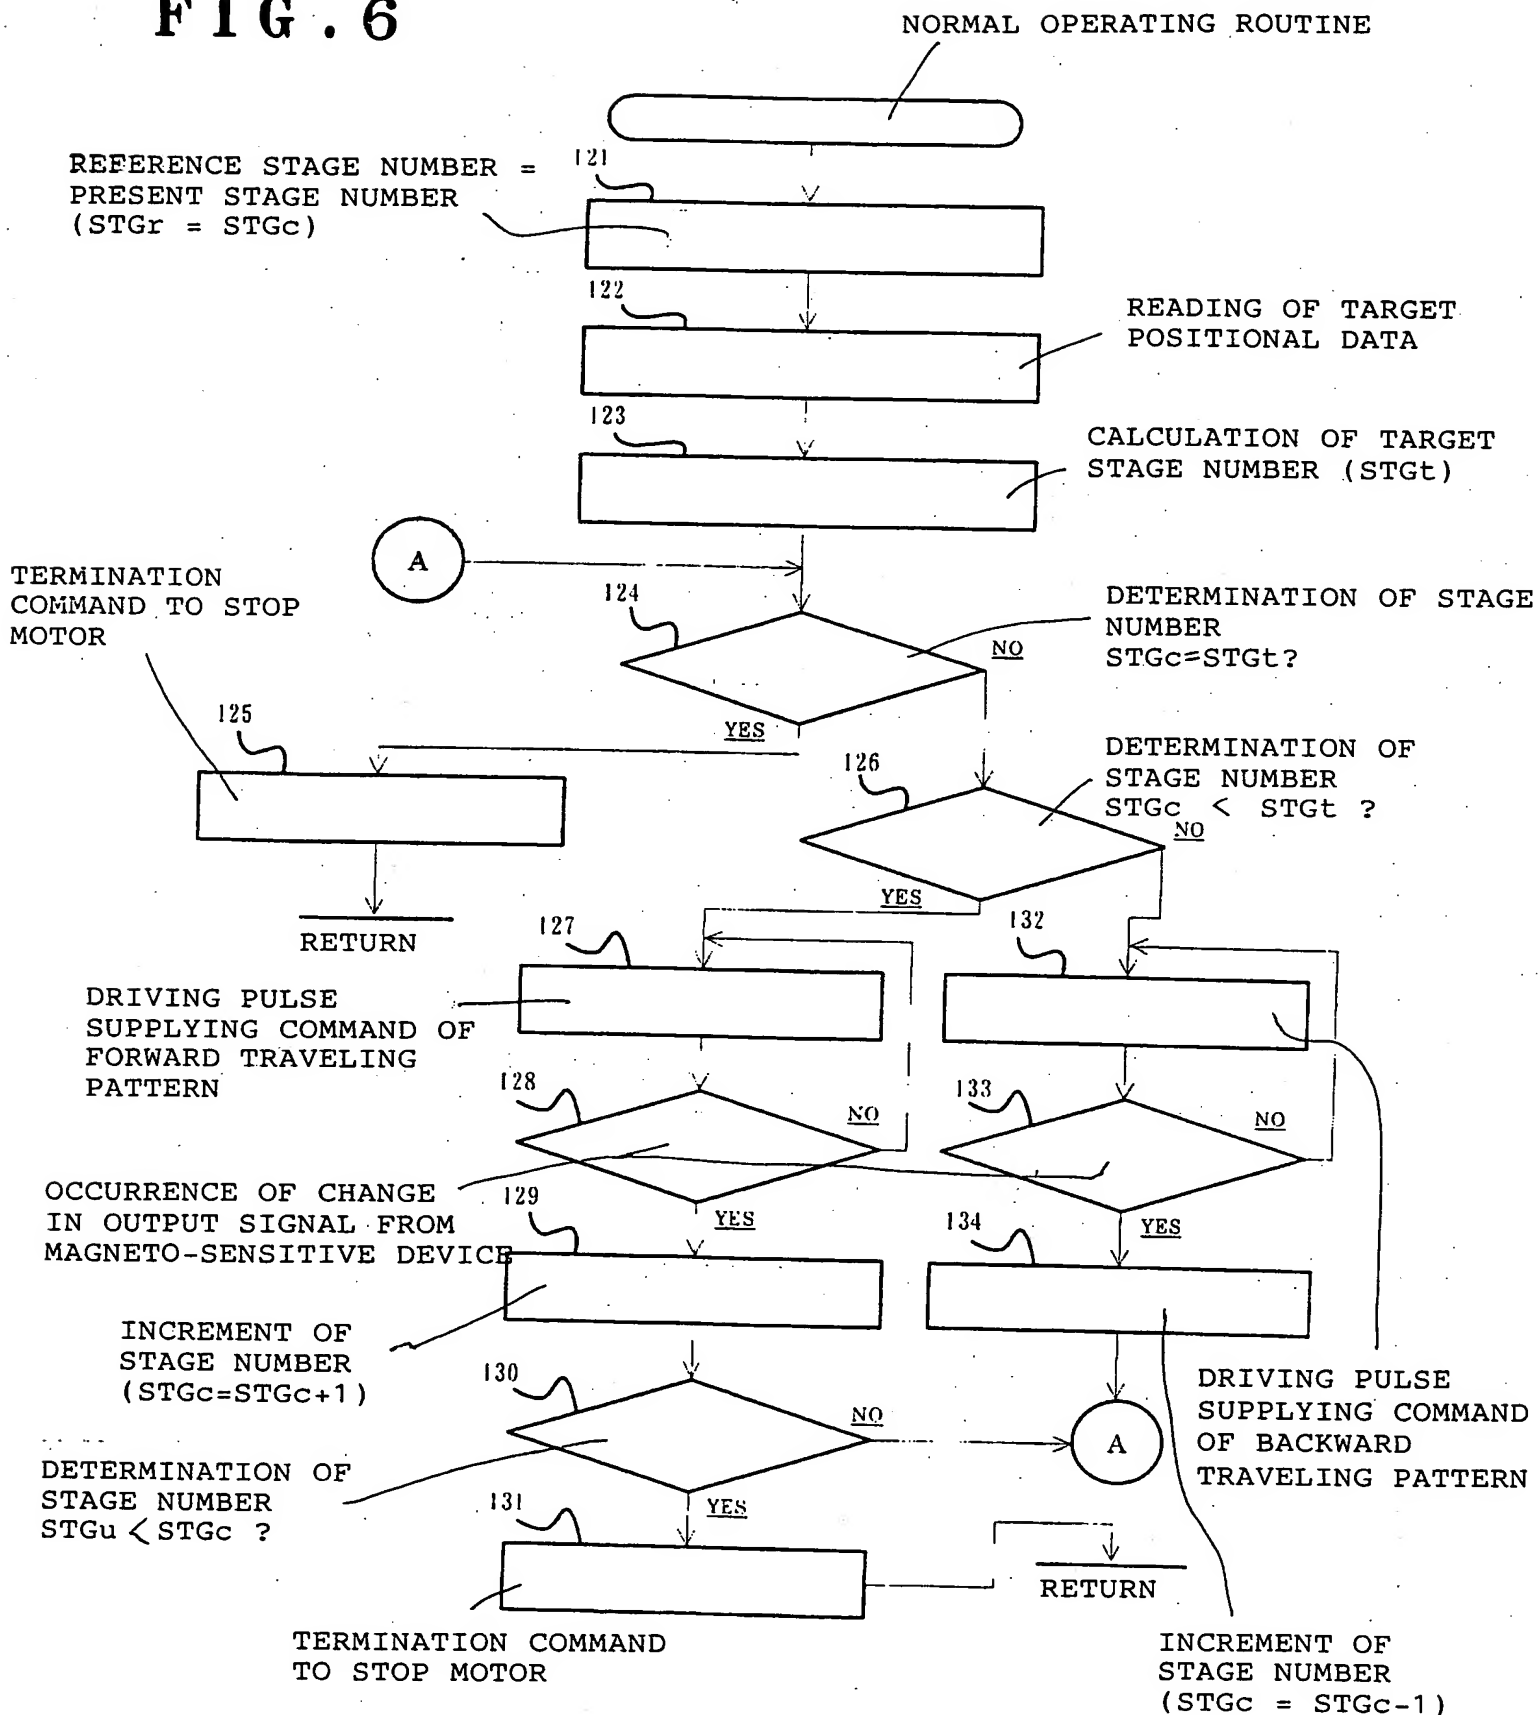 FIG.6
NORMAL OPERATING ROUTINE
REFERENCE STAGE NUMBER =
PRESENT STAGE NUMBER
(STGr = STGc)
121
122
READING OF TARGET
POSITIONAL DATA
123
CALCULATION OF TARGET
STAGE NUMBER (STGt)
A
TERMINATION
COMMAND TO STOP
MOTOR
124
DETERMINATION OF STAGE
NUMBER
STGc=STGt?
NO
YES
125
RETURN
126
DETERMINATION OF
STAGE NUMBER
STGc < STGt ?
NO
YES
127
132
DRIVING PULSE
SUPPLYING COMMAND OF
FORWARD TRAVELING
PATTERN
128
NO
133
NO
OCCURRENCE OF CHANGE
IN OUTPUT SIGNAL FROM
MAGNETO-SENSITIVE DEVICE
129
YES
134
YES
INCREMENT OF
STAGE NUMBER
(STGc=STGc+1)
DRIVING PULSE
SUPPLYING COMMAND
OF BACKWARD
TRAVELING PATTERN
130
NO
A
DETERMINATION OF
STAGE NUMBER
STGu < STGc ?
131
YES
RETURN
TERMINATION COMMAND
TO STOP MOTOR
INCREMENT OF
STAGE NUMBER
(STGc = STGc-1)